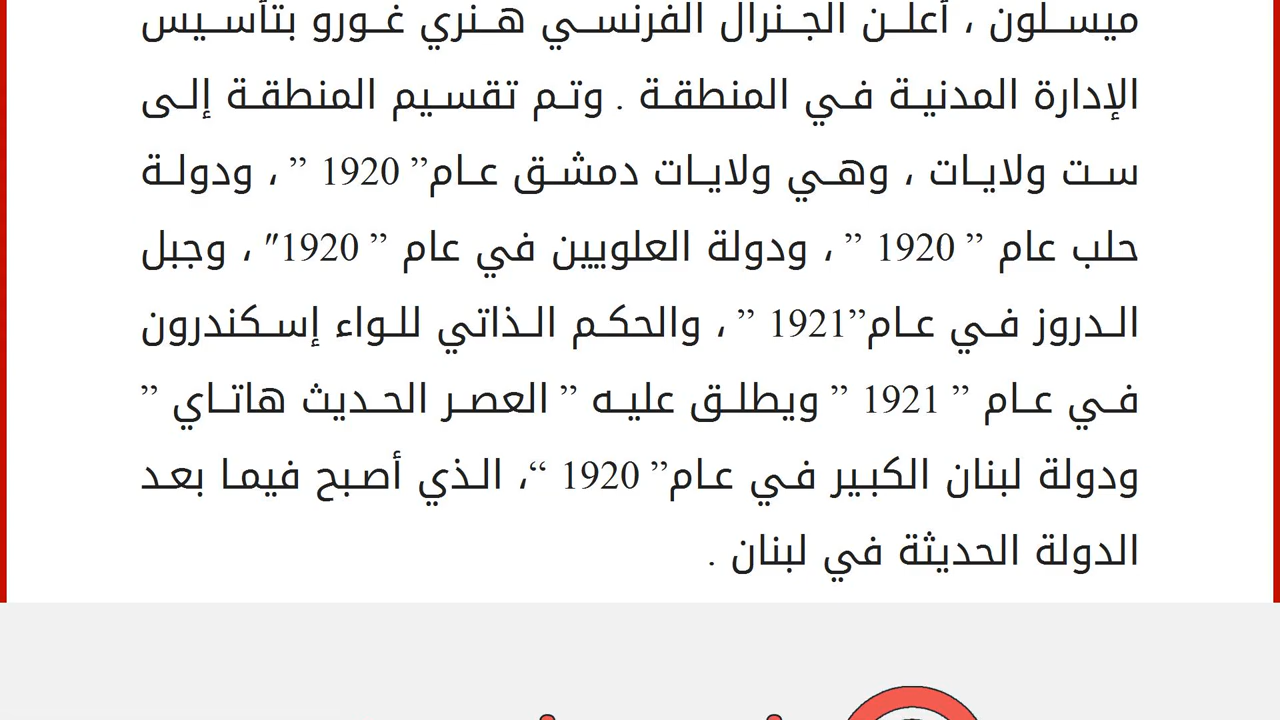 ميسلون ، أعلن الجنرال الفرنسي هنري غورو بتأسيس
الإدارة المدنية في المنطقة . وتم تقسيم المنطقة إلى
ست ولايات ، وهي ولايات دمشق عام” 1920 ” ، ودولة
حلب عام ” 1920 ” ، ودولة العلويين في عام ” 1920″ ، وجبل
الدروز في عام”1921 ” ، والحكم الذاتي للواء إسكندرون
في عام ” 1921 ” ويطلق عليه ” العصر الحديث هاتاي ”
ودولة لبنان الكبير في عام” 1920 “، الذي أصبح فيما بعد
الدولة الحديثة في لبنان .